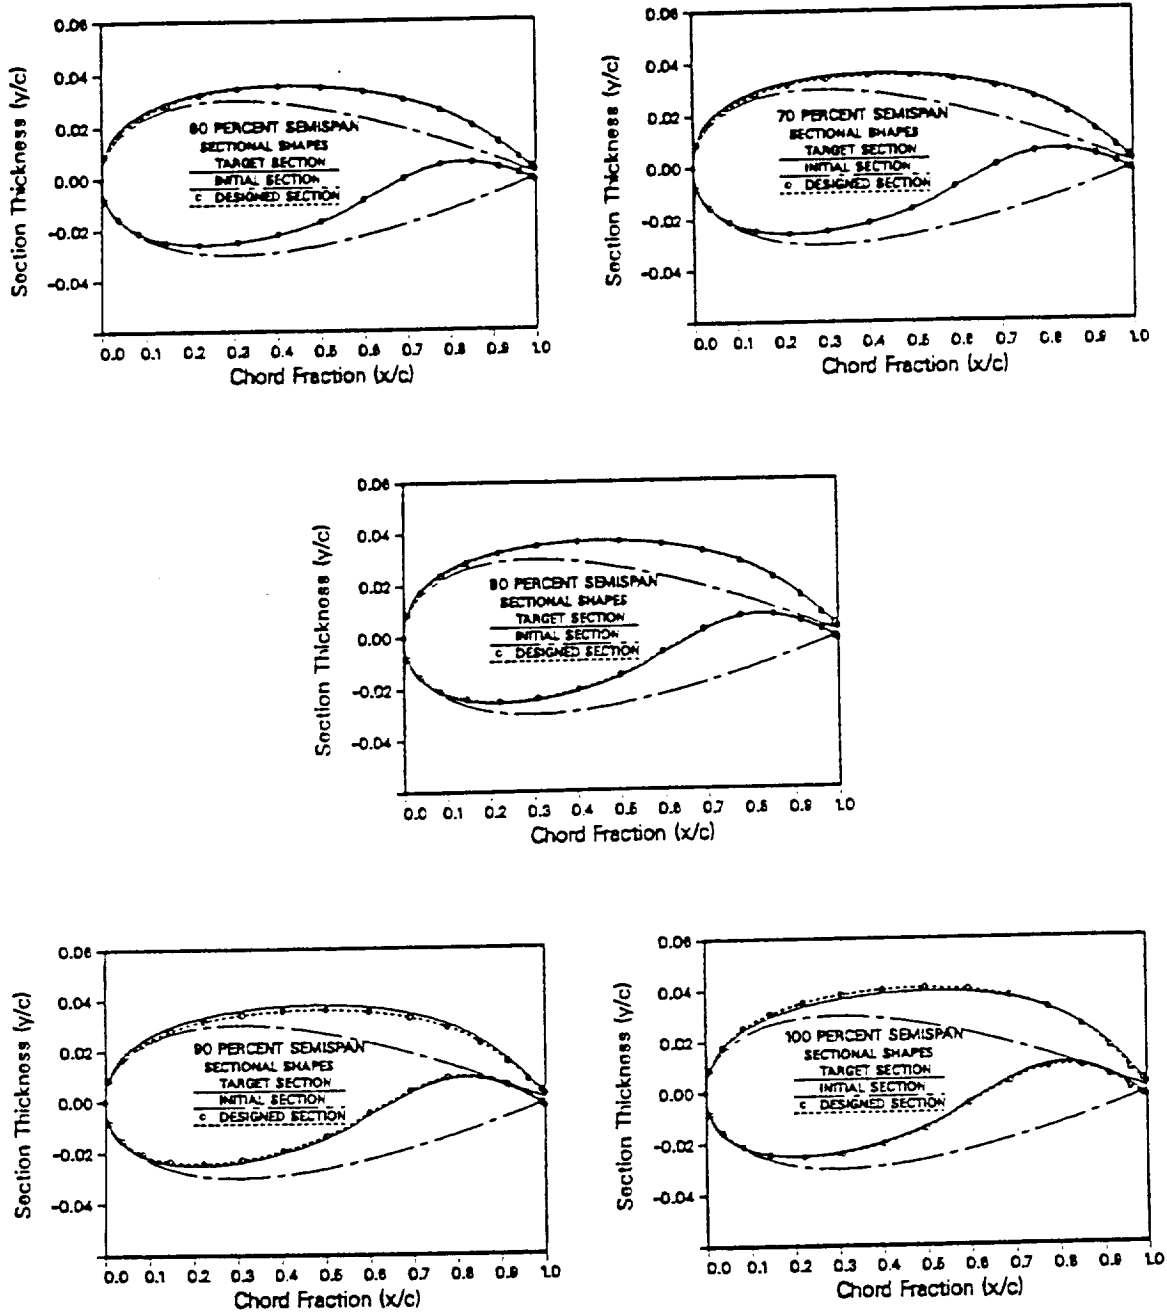 0.06
0.04
0.02
0.00
-0.02
-0.04
Section Thickness (y/c)
60 PERCENT SEMISPAN
SECTIONAL SHAPES
TARGET SECTION
INITIAL SECTION
c DESIGNED SECTION
0.0 0.1 0.2 0.3 0.4 0.5 0.6 0.7 0.8 0.9 1.0
Chord Fraction (x/c)
0.06
0.04
0.02
0.00
-0.02
-0.04
Section Thickness (y/c)
70 PERCENT SEMISPAN
SECTIONAL SHAPES
TARGET SECTION
INITIAL SECTION
c DESIGNED SECTION
0.0 0.1 0.2 0.3 0.4 0.5 0.6 0.7 0.8 0.9 1.0
Chord Fraction (x/c)
0.06
0.04
0.02
0.00
-0.02
-0.04
Section Thickness (y/c)
80 PERCENT SEMISPAN
SECTIONAL SHAPES
TARGET SECTION
INITIAL SECTION
c DESIGNED SECTION
0.0 0.1 0.2 0.3 0.4 0.5 0.6 0.7 0.8 0.9 1.0
Chord Fraction (x/c)
0.06
0.04
0.02
0.00
-0.02
-0.04
Section Thickness (y/c)
90 PERCENT SEMISPAN
SECTIONAL SHAPES
TARGET SECTION
INITIAL SECTION
c DESIGNED SECTION
0.0 0.1 0.2 0.3 0.4 0.5 0.6 0.7 0.8 0.9 1.0
Chord Fraction (x/c)
0.06
0.04
0.02
0.00
-0.02
-0.04
Section Thickness (y/c)
100 PERCENT SEMISPAN
SECTIONAL SHAPES
TARGET SECTION
INITIAL SECTION
c DESIGNED SECTION
0.0 0.1 0.2 0.3 0.4 0.5 0.6 0.7 0.8 0.9 1.0
Chord Fraction (x/c)